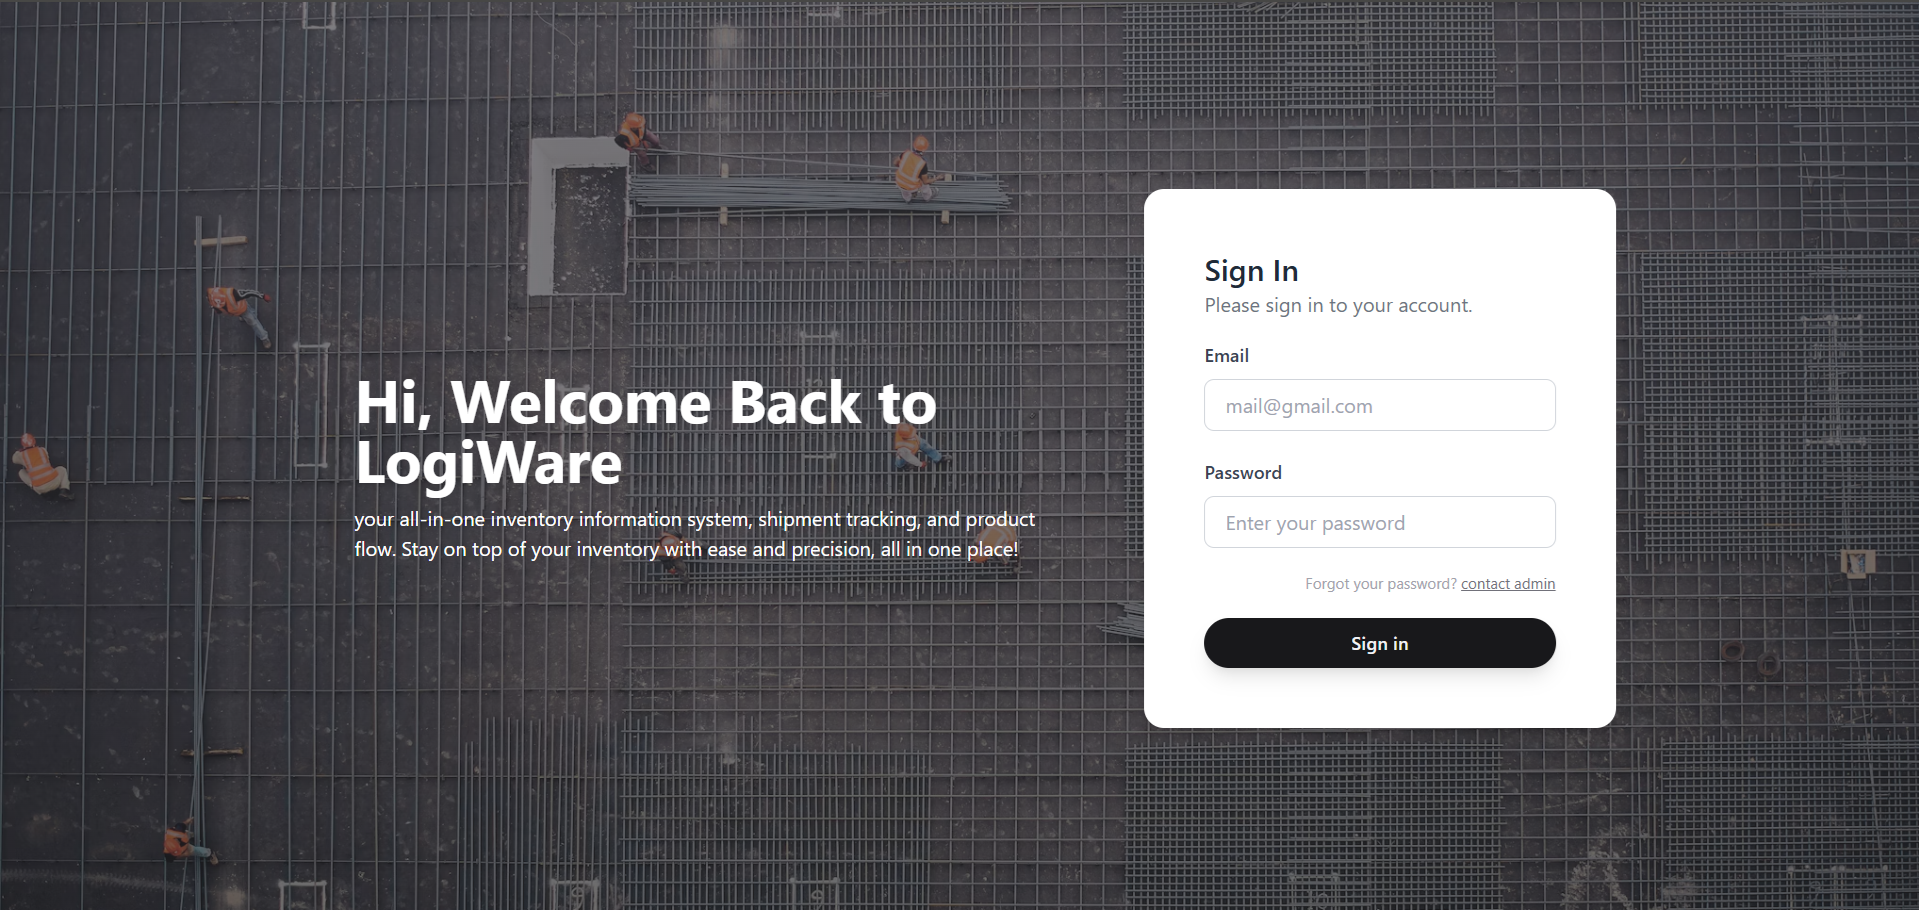 Hi, Welcome Back to
LogiWare
your all-in-one inventory information system, shipment tracking, and product
flow. Stay on top of your inventory with ease and precision, all in one place!
Sign In
Please sign in to your account.
Email
mail@gmail.com
Password
Enter your password
Forgot your password? contact admin
Sign in